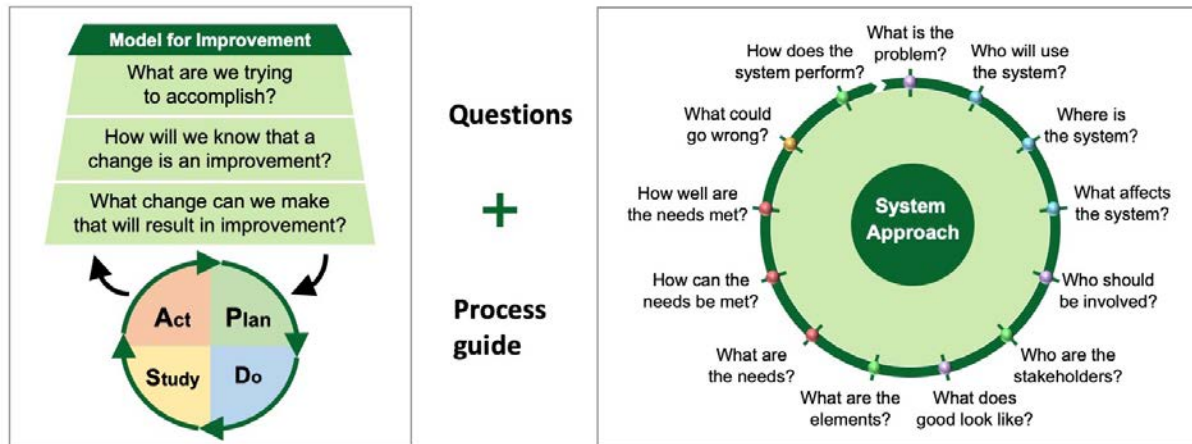 Model for Improvement
What are we trying
to accomplish?
How will we know that a
change is an improvement?
What change can we make
that will result in improvement?
Act
Plan
Study
Do
Questions
+
Process
guide
What is the
problem?
Who will use
the system?
Where is
the system?
What affects
the system?
Who should
be involved?
Who are the
stakeholders?
What does
good look like?
What are the
elements?
What are
the needs?
How can the
needs be met?
How well are
the needs met?
What could
go wrong?
How does the
system perform?
System
Approach